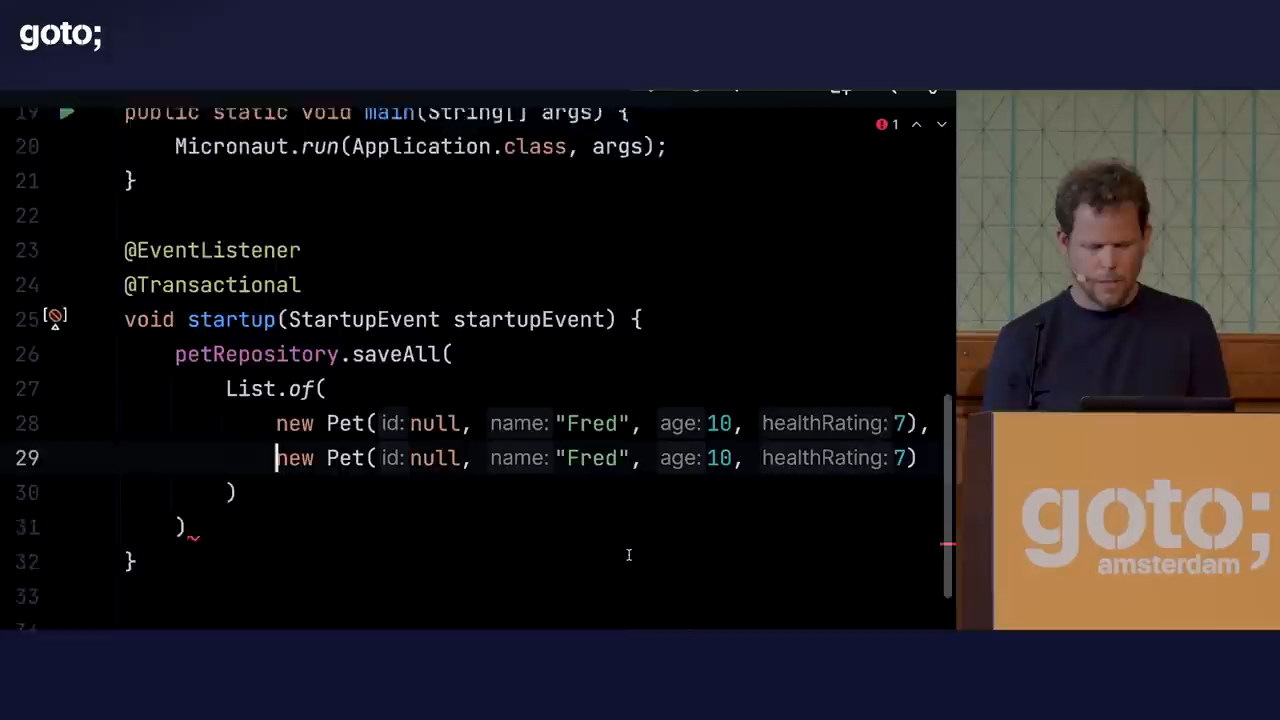 goto;
19 public static void main(String[] args) {
1
20 Micronaut.run(Application.class, args);
21 }
22
23 @EventListener
24 @Transactional
25 void startup(StartupEvent startupEvent) {
26 petRepository.saveAll(
27 List.of(
28 new Pet(id: null, name: "Fred", age: 10, healthRating: 7),
29 new Pet(id: null, name: "Fred", age: 10, healthRating: 7)
30 )
31 )
32 }
33
goto;
amsterdam